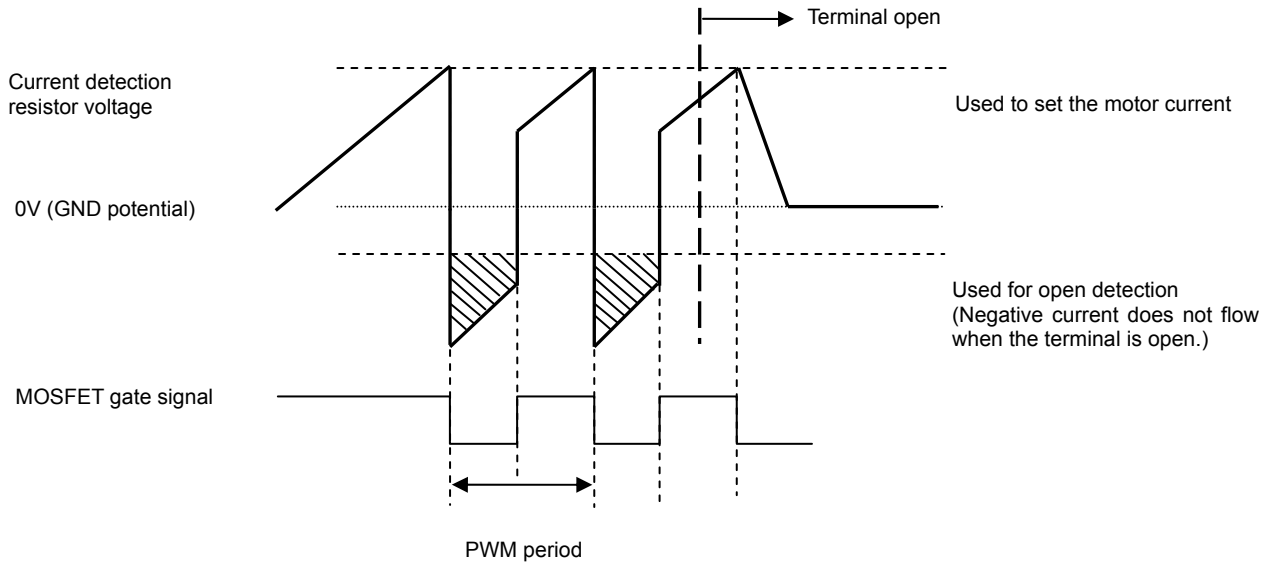 Terminal open
Current detection
resistor voltage
Used to set the motor current
0V (GND potential)
Used for open detection
(Negative current does not flow
when the terminal is open.)
MOSFET gate signal
PWM period